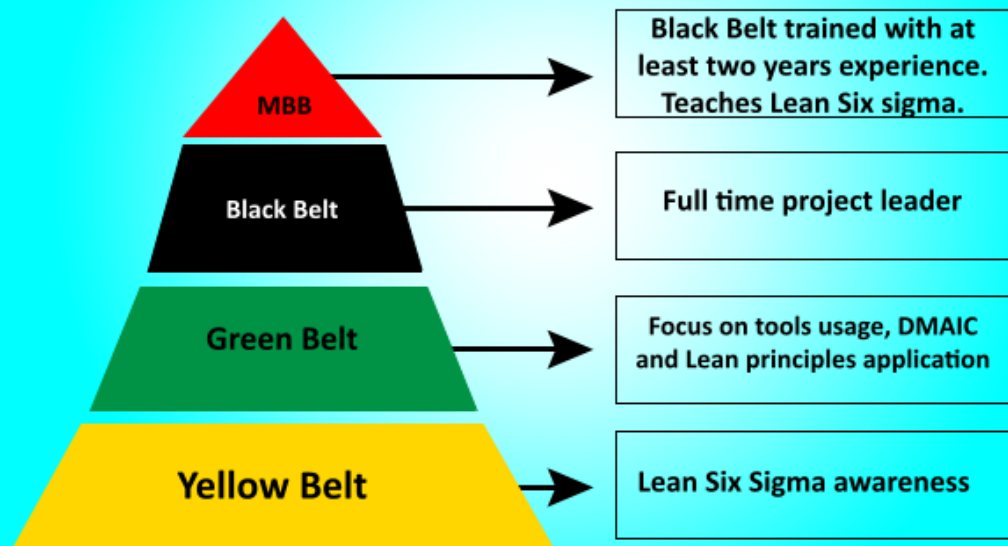 MBB
Black Belt trained with at
least two years experience.
Teaches Lean Six sigma.
Black Belt
Full time project leader
Green Belt
Focus on tools usage, DMAIC
and Lean principles application
Yellow Belt
Lean Six Sigma awareness